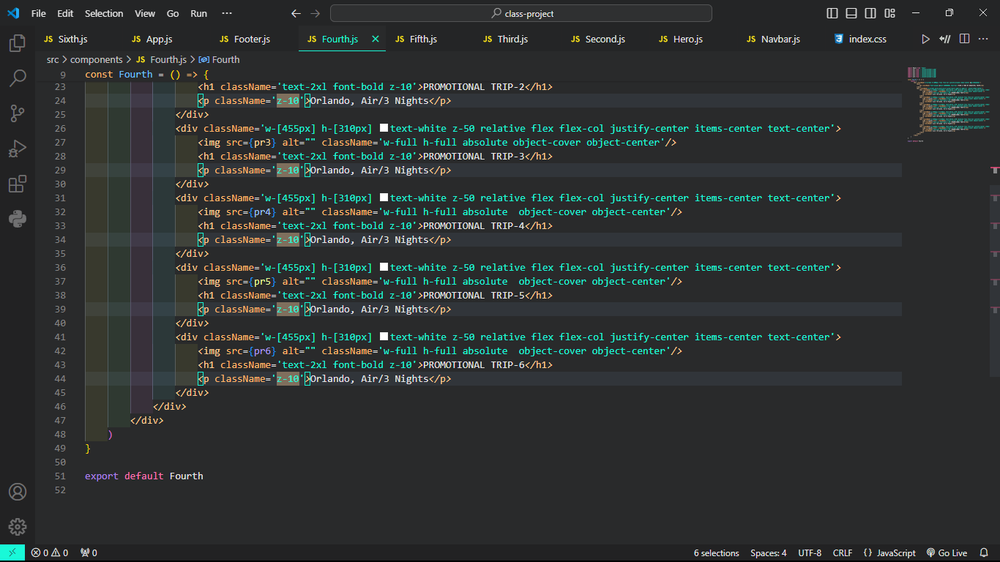 File Edit Selection View Go Run ··· class-project
JS Sixth.js JS App.js JS Footer.js JS Fourth.js JS Fifth.js JS Third.js JS Second.js JS Hero.js JS Navbar.js index.css
src > components > JS Fourth.js > Fourth
9 const Fourth = () => {
23 <h1 className='text-2xl font-bold z-10'>PROMOTIONAL TRIP-2</h1>
24 <p className='z-10'>Orlando, Air/3 Nights</p>
25 </div>
26 <div className='w-[455px] h-[310px] text-white z-50 relative flex flex-col justify-center items-center text-center'>
27 <img src={pr3} alt="" className='w-full h-full absolute object-cover object-center'/>
28 <h1 className='text-2xl font-bold z-10'>PROMOTIONAL TRIP-3</h1>
29 <p className='z-10'>Orlando, Air/3 Nights</p>
30 </div>
31 <div className='w-[455px] h-[310px] text-white z-50 relative flex flex-col justify-center items-center text-center'>
32 <img src={pr4} alt="" className='w-full h-full absolute  object-cover object-center'/>
33 <h1 className='text-2xl font-bold z-10'>PROMOTIONAL TRIP-4</h1>
34 <p className='z-10'>Orlando, Air/3 Nights</p>
35 </div>
36 <div className='w-[455px] h-[310px] text-white z-50 relative flex flex-col justify-center items-center text-center'>
37 <img src={pr5} alt="" className='w-full h-full absolute  object-cover object-center'/>
38 <h1 className='text-2xl font-bold z-10'>PROMOTIONAL TRIP-5</h1>
39 <p className='z-10'>Orlando, Air/3 Nights</p>
40 </div>
41 <div className='w-[455px] h-[310px] text-white z-50 relative flex flex-col justify-center items-center text-center'>
42 <img src={pr6} alt="" className='w-full h-full absolute  object-cover object-center'/>
43 <h1 className='text-2xl font-bold z-10'>PROMOTIONAL TRIP-6</h1>
44 <p className='z-10'>Orlando, Air/3 Nights</p>
45 </div>
46 </div>
47 </div>
48 )
49 }
50
51 export default Fourth
52
0 0 0 6 selections Spaces: 4 UTF-8 CRLF {} JavaScript Go Live